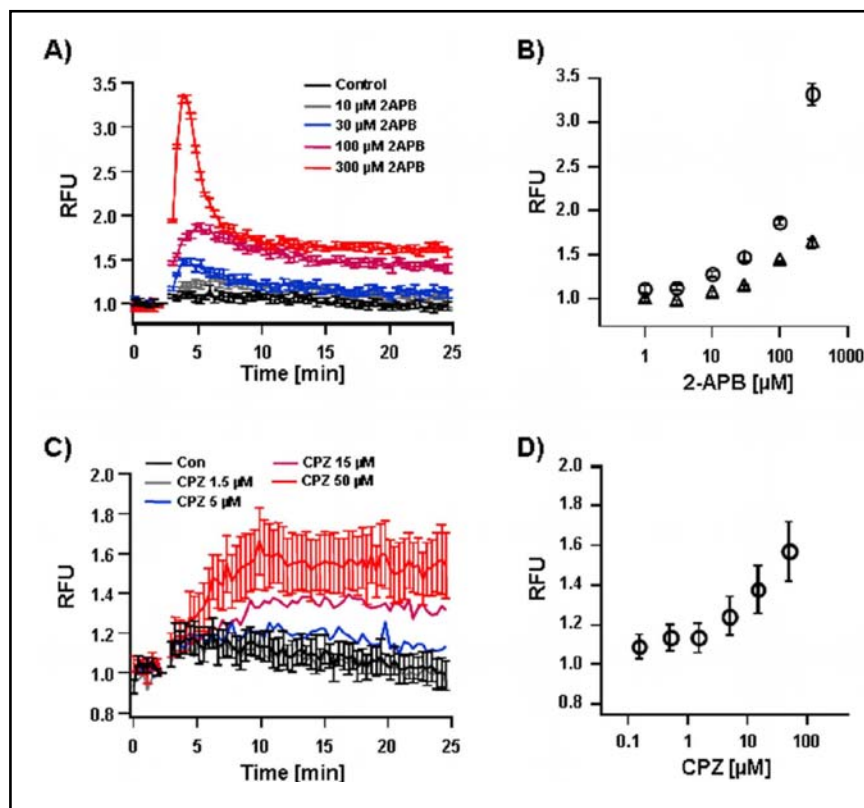 A)
RFU
3.5
3.0
2.5
2.0
1.5
1.0
Control
10 µM 2APB
30 µM 2APB
100 µM 2APB
300 µM 2APB
0 5 10 15 20 25
Time [min]
B)
RFU
3.5
3.0
2.5
2.0
1.5
1.0
1 10 100 1000
2-APB [µM]
C)
RFU
2.0
1.8
1.6
1.4
1.2
1.0
0.8
Con
CPZ 1.5 µM
CPZ 5 µM
CPZ 15 µM
CPZ 50 µM
0 5 10 15 20 25
Time [min]
D)
RFU
2.0
1.8
1.6
1.4
1.2
1.0
0.8
0.1 1 10 100
CPZ [µM]